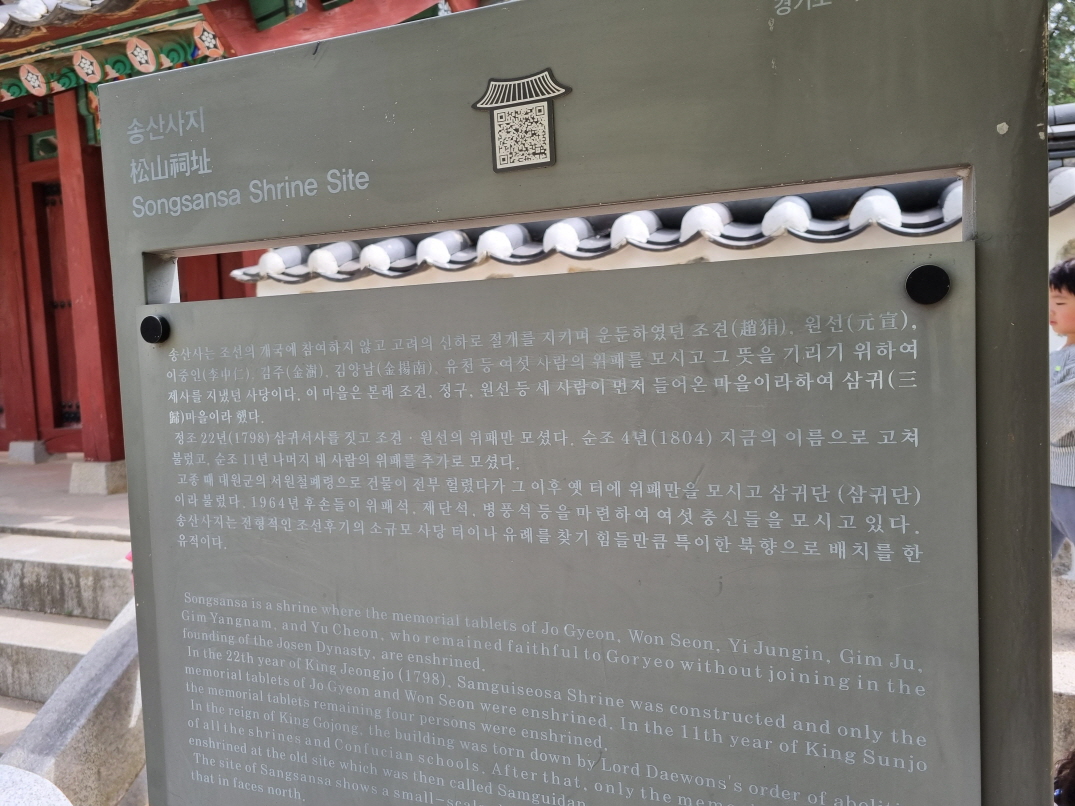 경기도
송산사지
松山祠址
Songsansa Shrine Site
송산사는 조선의 개국에 참여하지 않고 고려의 신하로 절개를 지키며 은둔하였던 조견(趙狷), 원선(元宣),
이중인(李中仁), 김주(金澍), 김양남(金揚南), 유천 등 여섯 사람의 위패를 모시고 그 뜻을 기리기 위하여
제사를 지냈던 사당이다. 이 마을은 본래 조견, 정구, 원선 등 세 사람이 먼저 들어온 마을이라하여 삼귀(三
歸)마을이라 했다.
정조 22년(1798) 삼귀서사를 짓고 조견 · 원선의 위패만 모셨다. 순조 4년(1804) 지금의 이름으로 고쳐
불렀고, 순조 11년 나머지 네 사람의 위패를 추가로 모셨다.
고종 때 대원군의 서원철폐령으로 건물이 전부 헐렸다가 그 이후 옛 터에 위패만을 모시고 삼귀단 (삼귀단)
이라 불렀다. 1964년 후손들이 위패석, 제단석, 병풍석 등을 마련하여 여섯 충신들을 모시고 있다.
송산사지는 전형적인 조선후기의 소규모 사당 터이나 유례를 찾기 힘들만큼 특이한 북향으로 배치를 한
유적이다.
Songsansa is a shrine where the memorial tablets of Jo Gyeon, Won Seon, Yi Jungin, Gim Ju,
Gim Yangnam, and Yu Cheon, who remained faithful to Goryeo without joining in the
founding of the Josen Dynasty, are enshrined.
In the 22th year of King Jeongjo (1798), Samguiseosa Shrine was constructed and only the
memorial tablets of Jo Gyeon and Won Seon were enshrined. In the 11th year of King Sunjo
the memorial tablets remaining four persons were enshrined.
In the reign of King Gojong, the building was torn down by Lord Daewons's order of
of all the shrines and Confucian schools. After that, only the
enshrined at the old site which was then called Samguidan
The site of Sangsansa shows a
that in faces north.